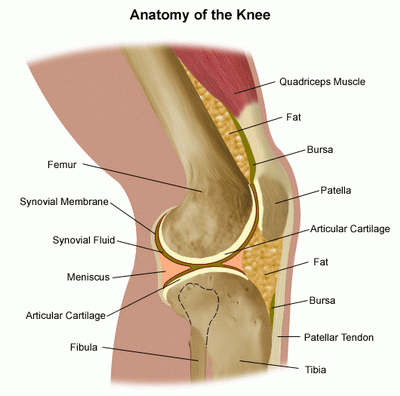 Anatomy of the Knee
Quadriceps Muscle
Fat
Bursa
Femur
Patella
Synovial Membrane
Articular Cartilage
Synovial Fluid
Fat
Meniscus
Bursa
Articular Cartilage
Patellar Tendon
Fibula
Tibia